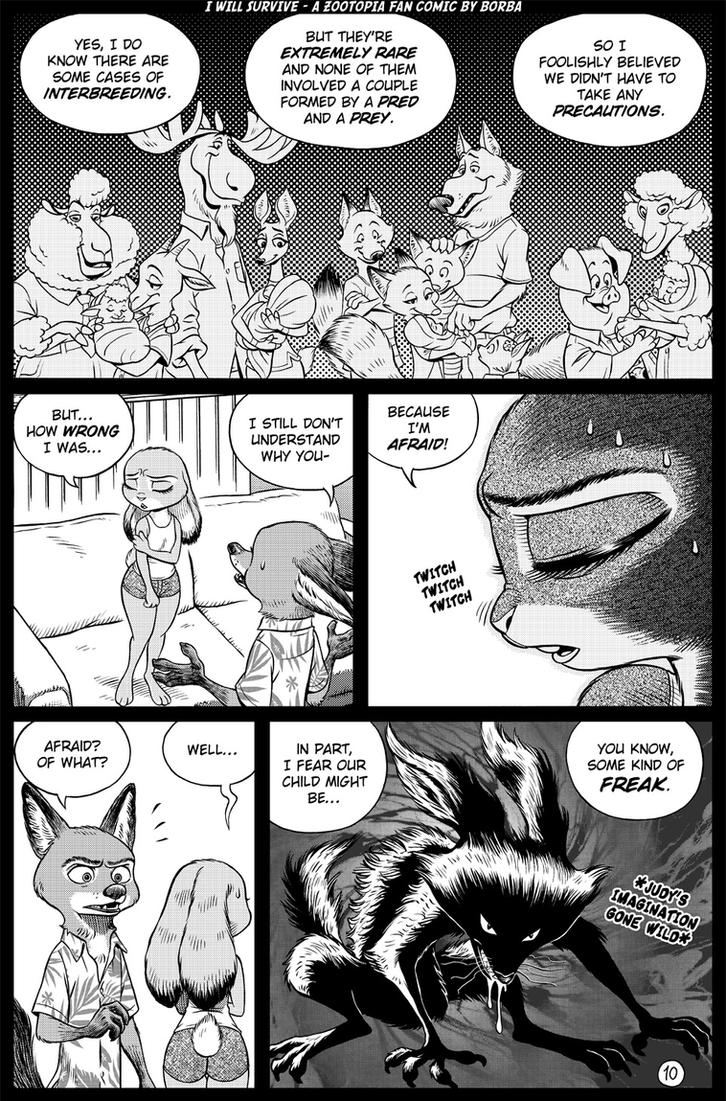 I WILL SURVIVE - A ZOOTOPIA FAN COMIC BY BORBA
YES, I DO
KNOW THERE ARE
SOME CASES OF
INTERBREEDING.
BUT THEY'RE
EXTREMELY RARE
AND NONE OF THEM
INVOLVED A COUPLE
FORMED BY A PRED
AND A PREY.
SO I
FOOLISHLY BELIEVED
WE DIDN'T HAVE TO
TAKE ANY
PRECAUTIONS.
BUT...
HOW WRONG
I WAS...
I STILL DON'T
UNDERSTAND
WHY YOU-
BECAUSE
I'M
AFRAID!
TWITCH
TWITCH
TWITCH
AFRAID?
OF WHAT?
WELL...
IN PART,
I FEAR OUR
CHILD MIGHT
BE...
YOU KNOW,
SOME KIND OF
FREAK.
*JUDY'S
IMAGINATION
GONE WILD*
10